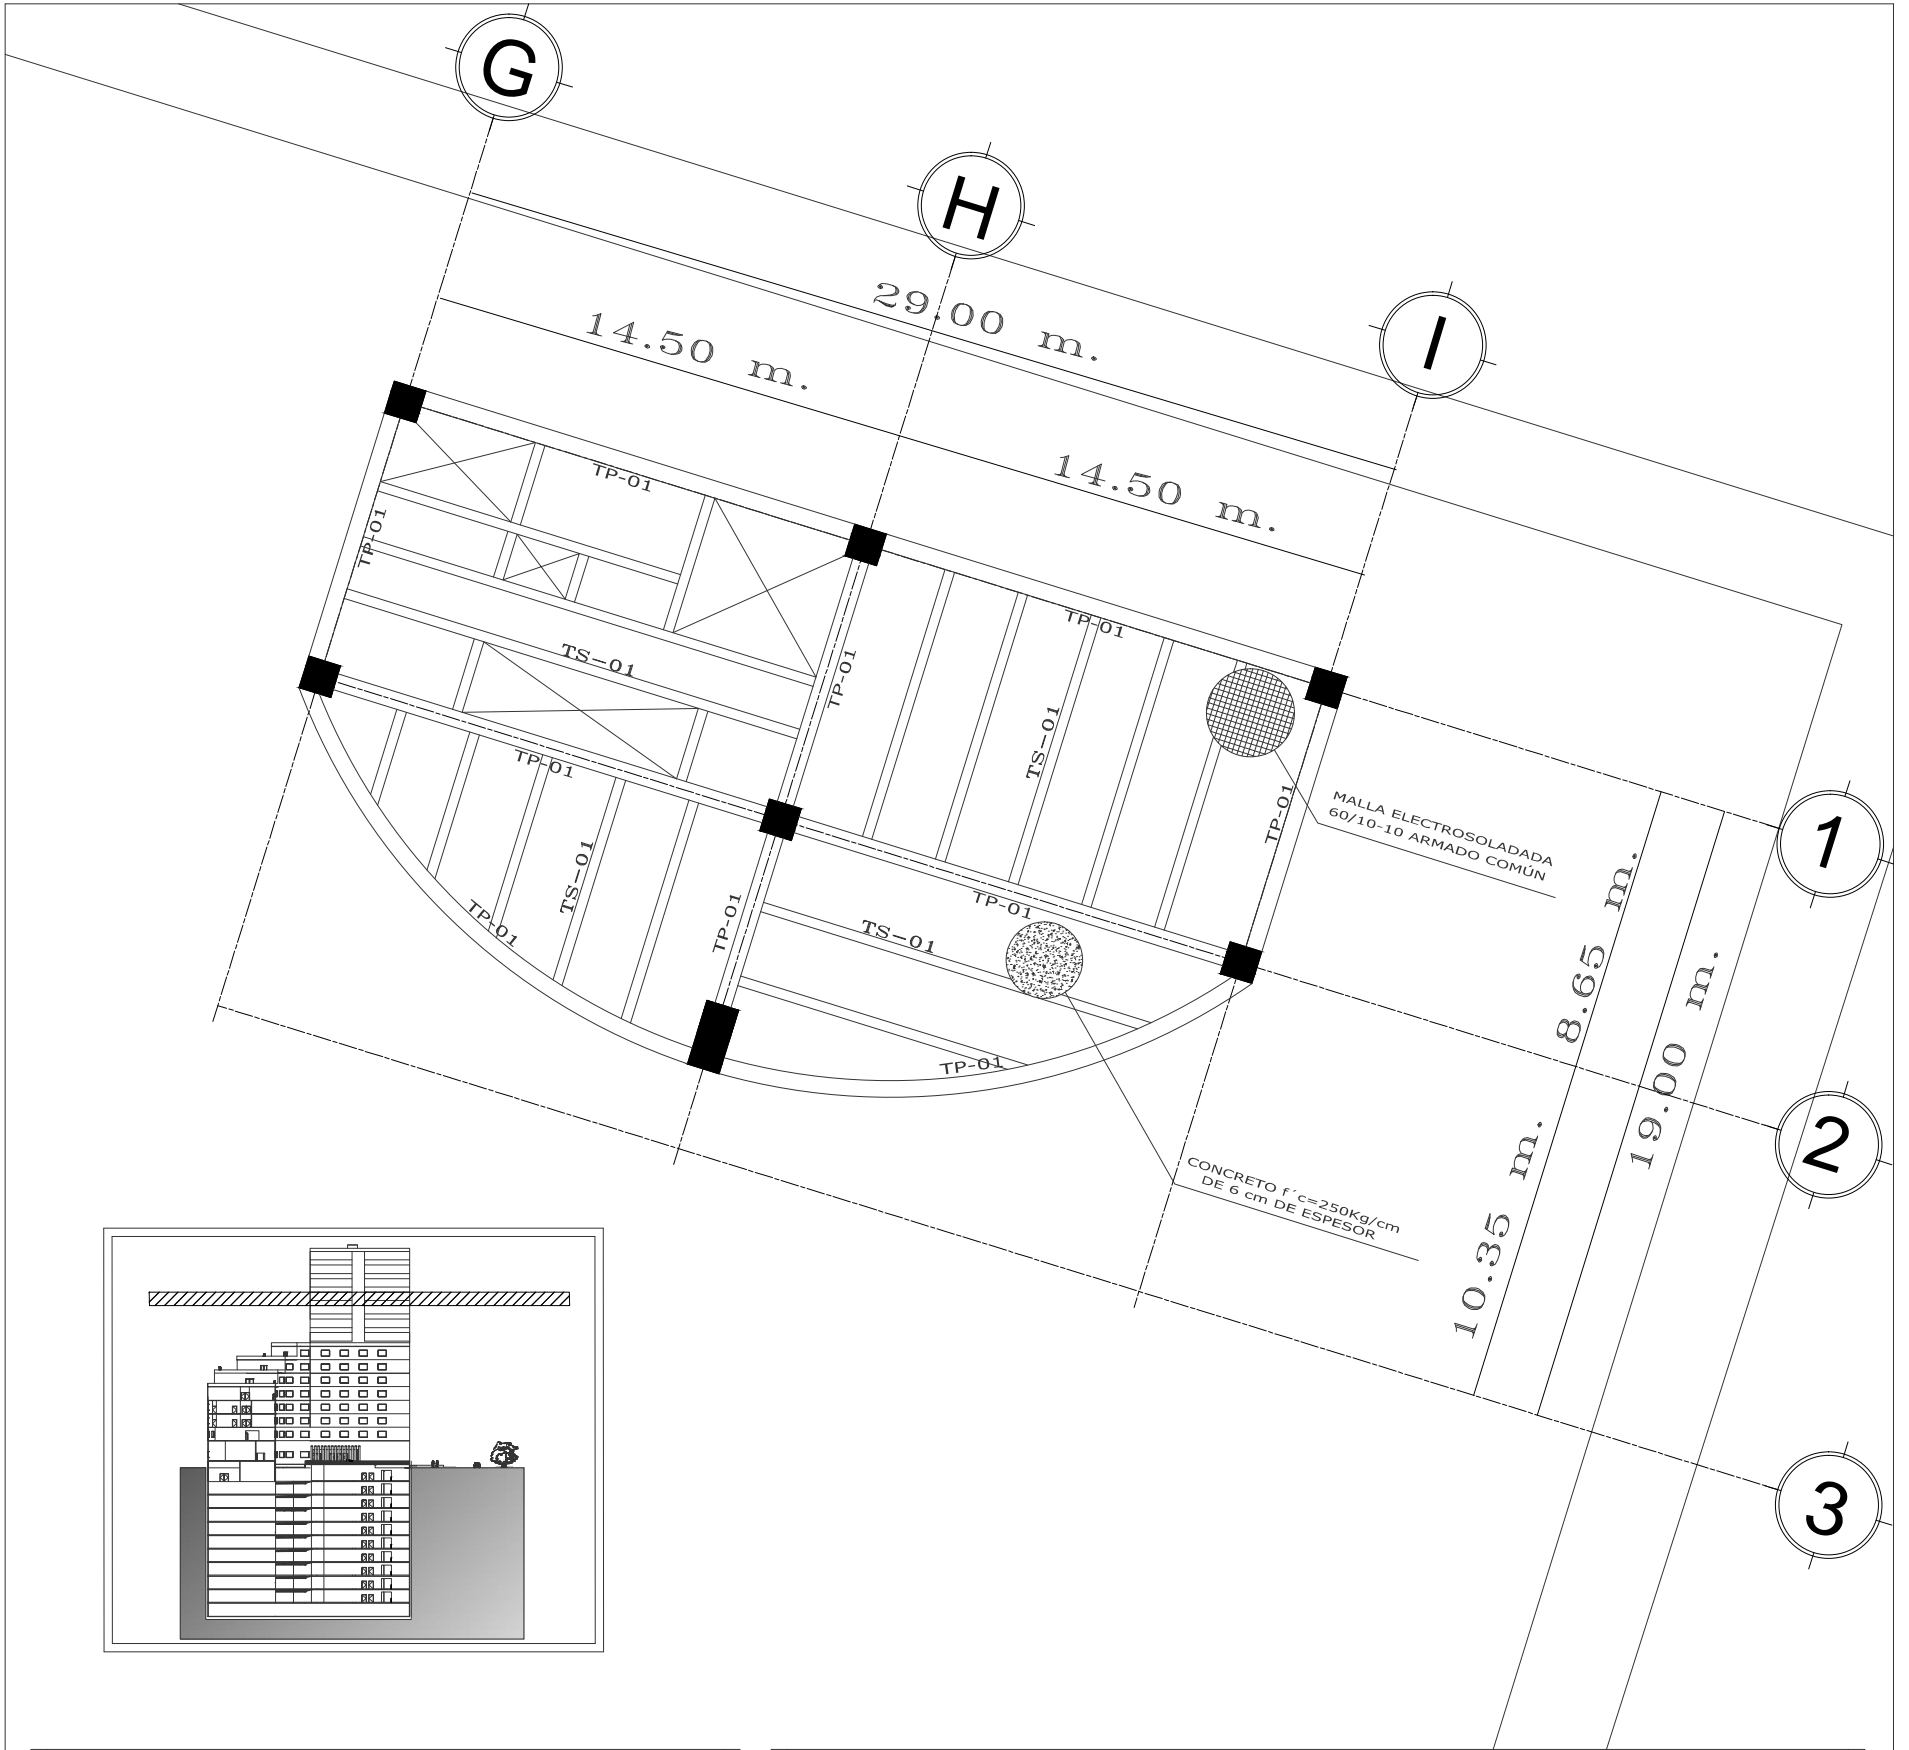 G
H
I
29.00 m.
14.50 m.
14.50 m.
TP-01
TP-01
TS-01
TP-01
TP-01
TS-01
TP-01
TP-01
TS-01
TP-01
TP-01
TP-01
TS-01
TP-01
MALLA ELECTROSOLADADA
60/10-10 ARMADO COMÚN
CONCRETO f´c=250Kg/cm
DE 6 cm DE ESPESOR
8.65 m.
19.00 m.
10.35 m.
1
2
3